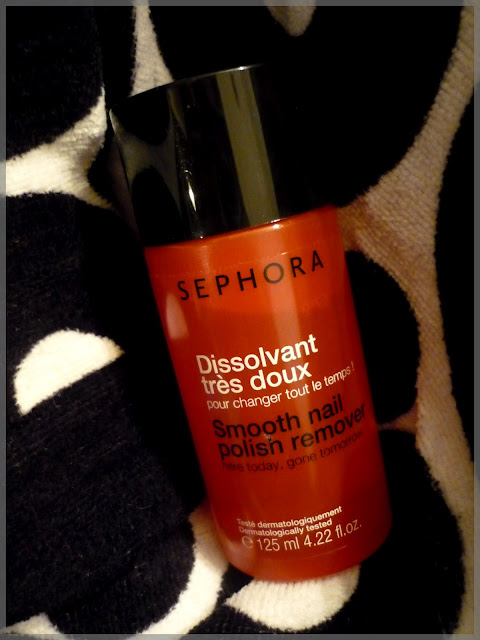 SEPHORA
Dissolvant
très doux
pour changer tout le temps !
Smooth nail
polish remover
here today, gone tomorrow
Testé dermatologiquement
Dermatologically tested
℮ 125 ml 4.22 fl.oz.